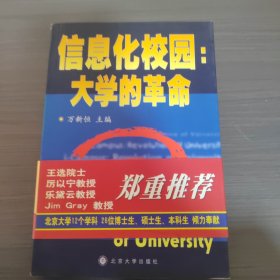 信息化校园:
大学的革命
万新恒 主编
王选院士
厉以宁教授
乐黛云教授
Jim Gray 教授
郑重推荐
北京大学12个学科 26位博士生、硕士生、本科生 倾力奉献
of University
北京大学出版社